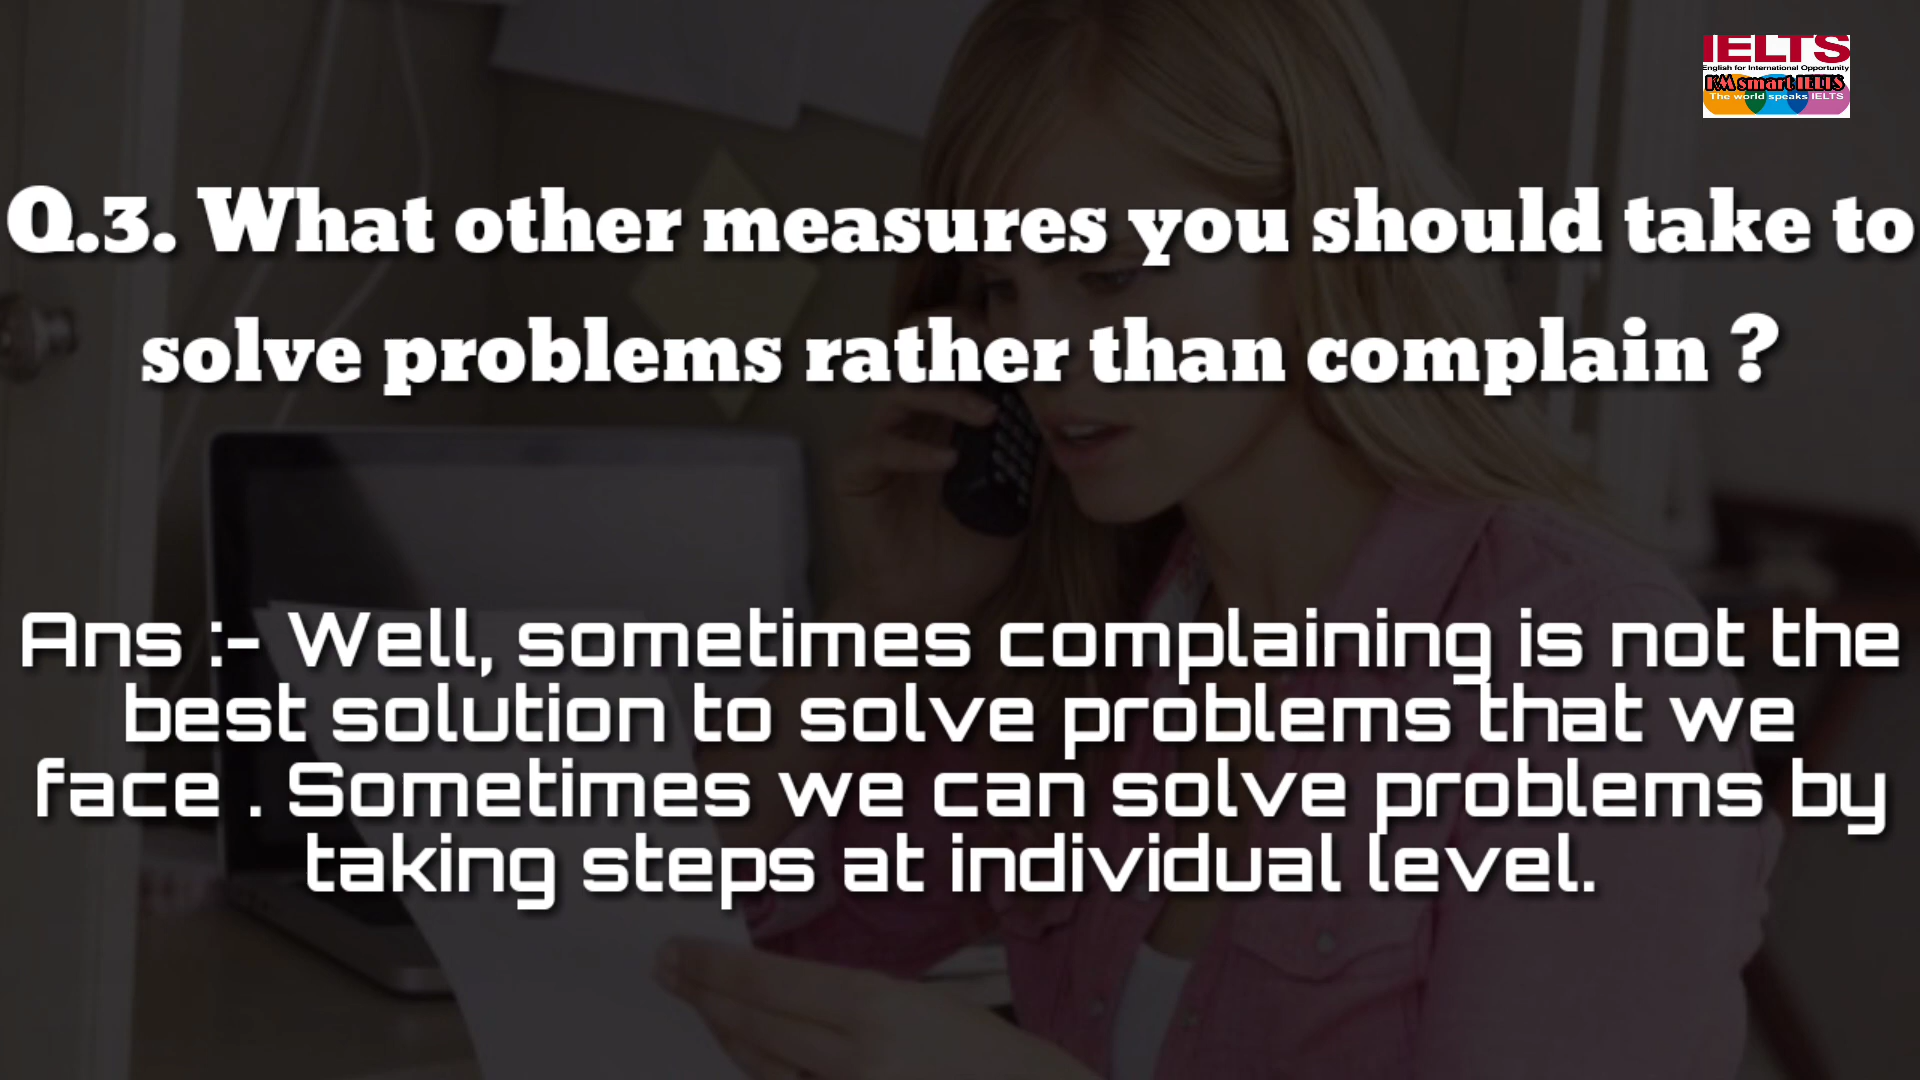 IELTS
English for International Opportunity
KM smart IELTS
The world speaks IELTS
Q.3. What other measures you should take to
solve problems rather than complain ?
Ans :- Well, sometimes complaining is not the
best solution to solve problems that we
face . Sometimes we can solve problems by
taking steps at individual level.